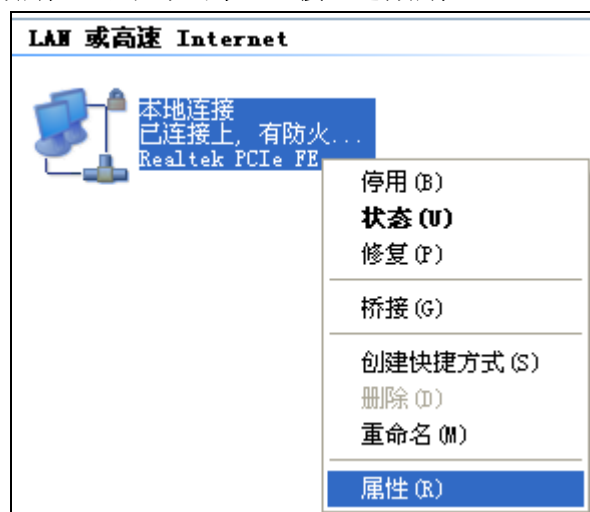 LAN 或高速 Internet
本地连接
已连接上, 有防火...
Realtek PCIe FE
停用(B)
状态(U)
修复(P)
桥接(G)
创建快捷方式(S)
删除(D)
重命名(M)
属性(R)